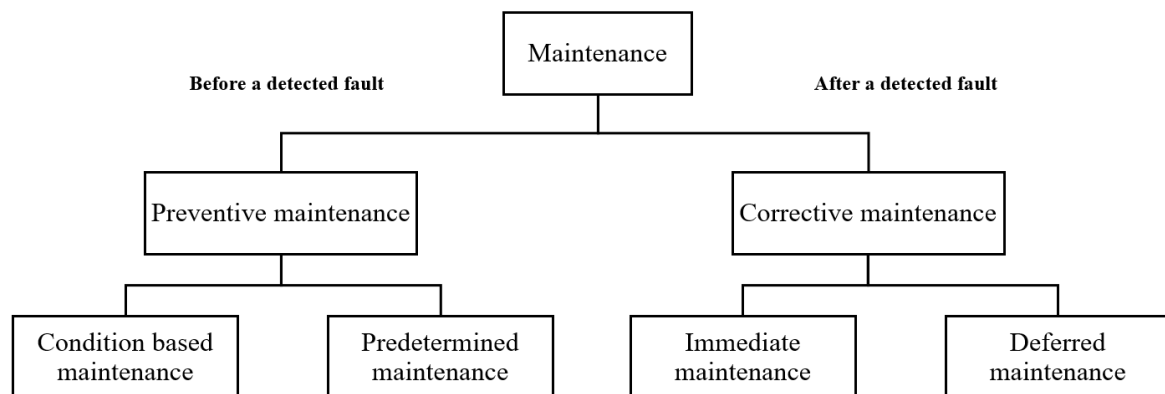 Maintenance
Before a detected fault
After a detected fault
Preventive maintenance
Corrective maintenance
Condition based
maintenance
Predetermined
maintenance
Immediate
maintenance
Deferred
maintenance